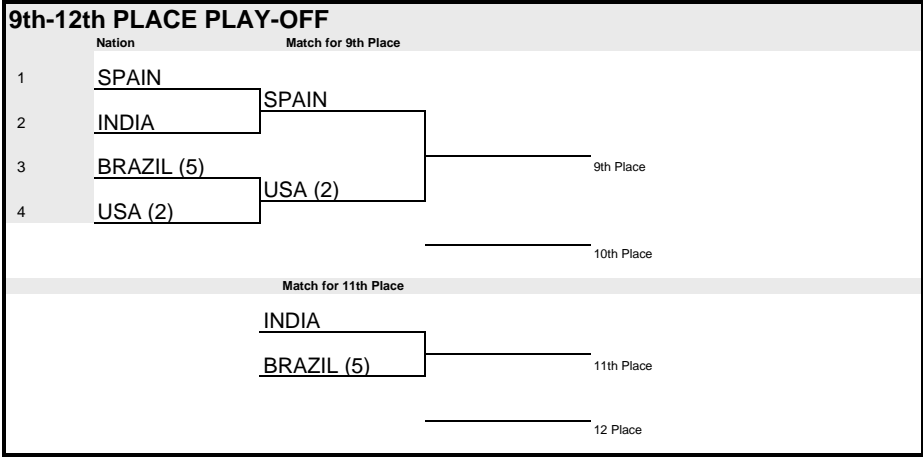 9th-12th PLACE PLAY-OFF
Nation Match for 9th Place
1 SPAIN
SPAIN
2 INDIA
3 BRAZIL (5)
9th Place
USA (2)
4 USA (2)
10th Place
Match for 11th Place
INDIA
BRAZIL (5)
11th Place
12 Place